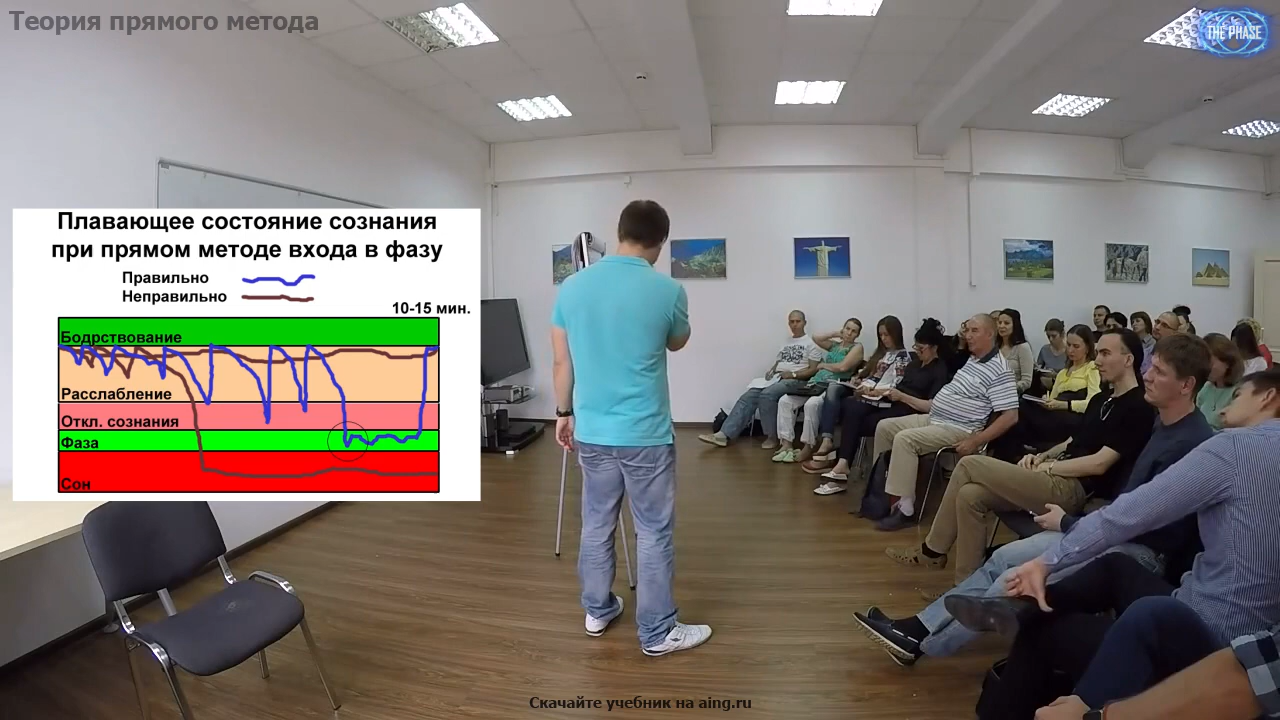 Теория прямого метода
THE PHASE
Плавающее состояние сознания
при прямом методе входа в фазу
Правильно
Неправильно
10-15 мин.
Бодрствование
Расслабление
Откл. сознания
Фаза
Сон
Скачайте учебник на aing.ru